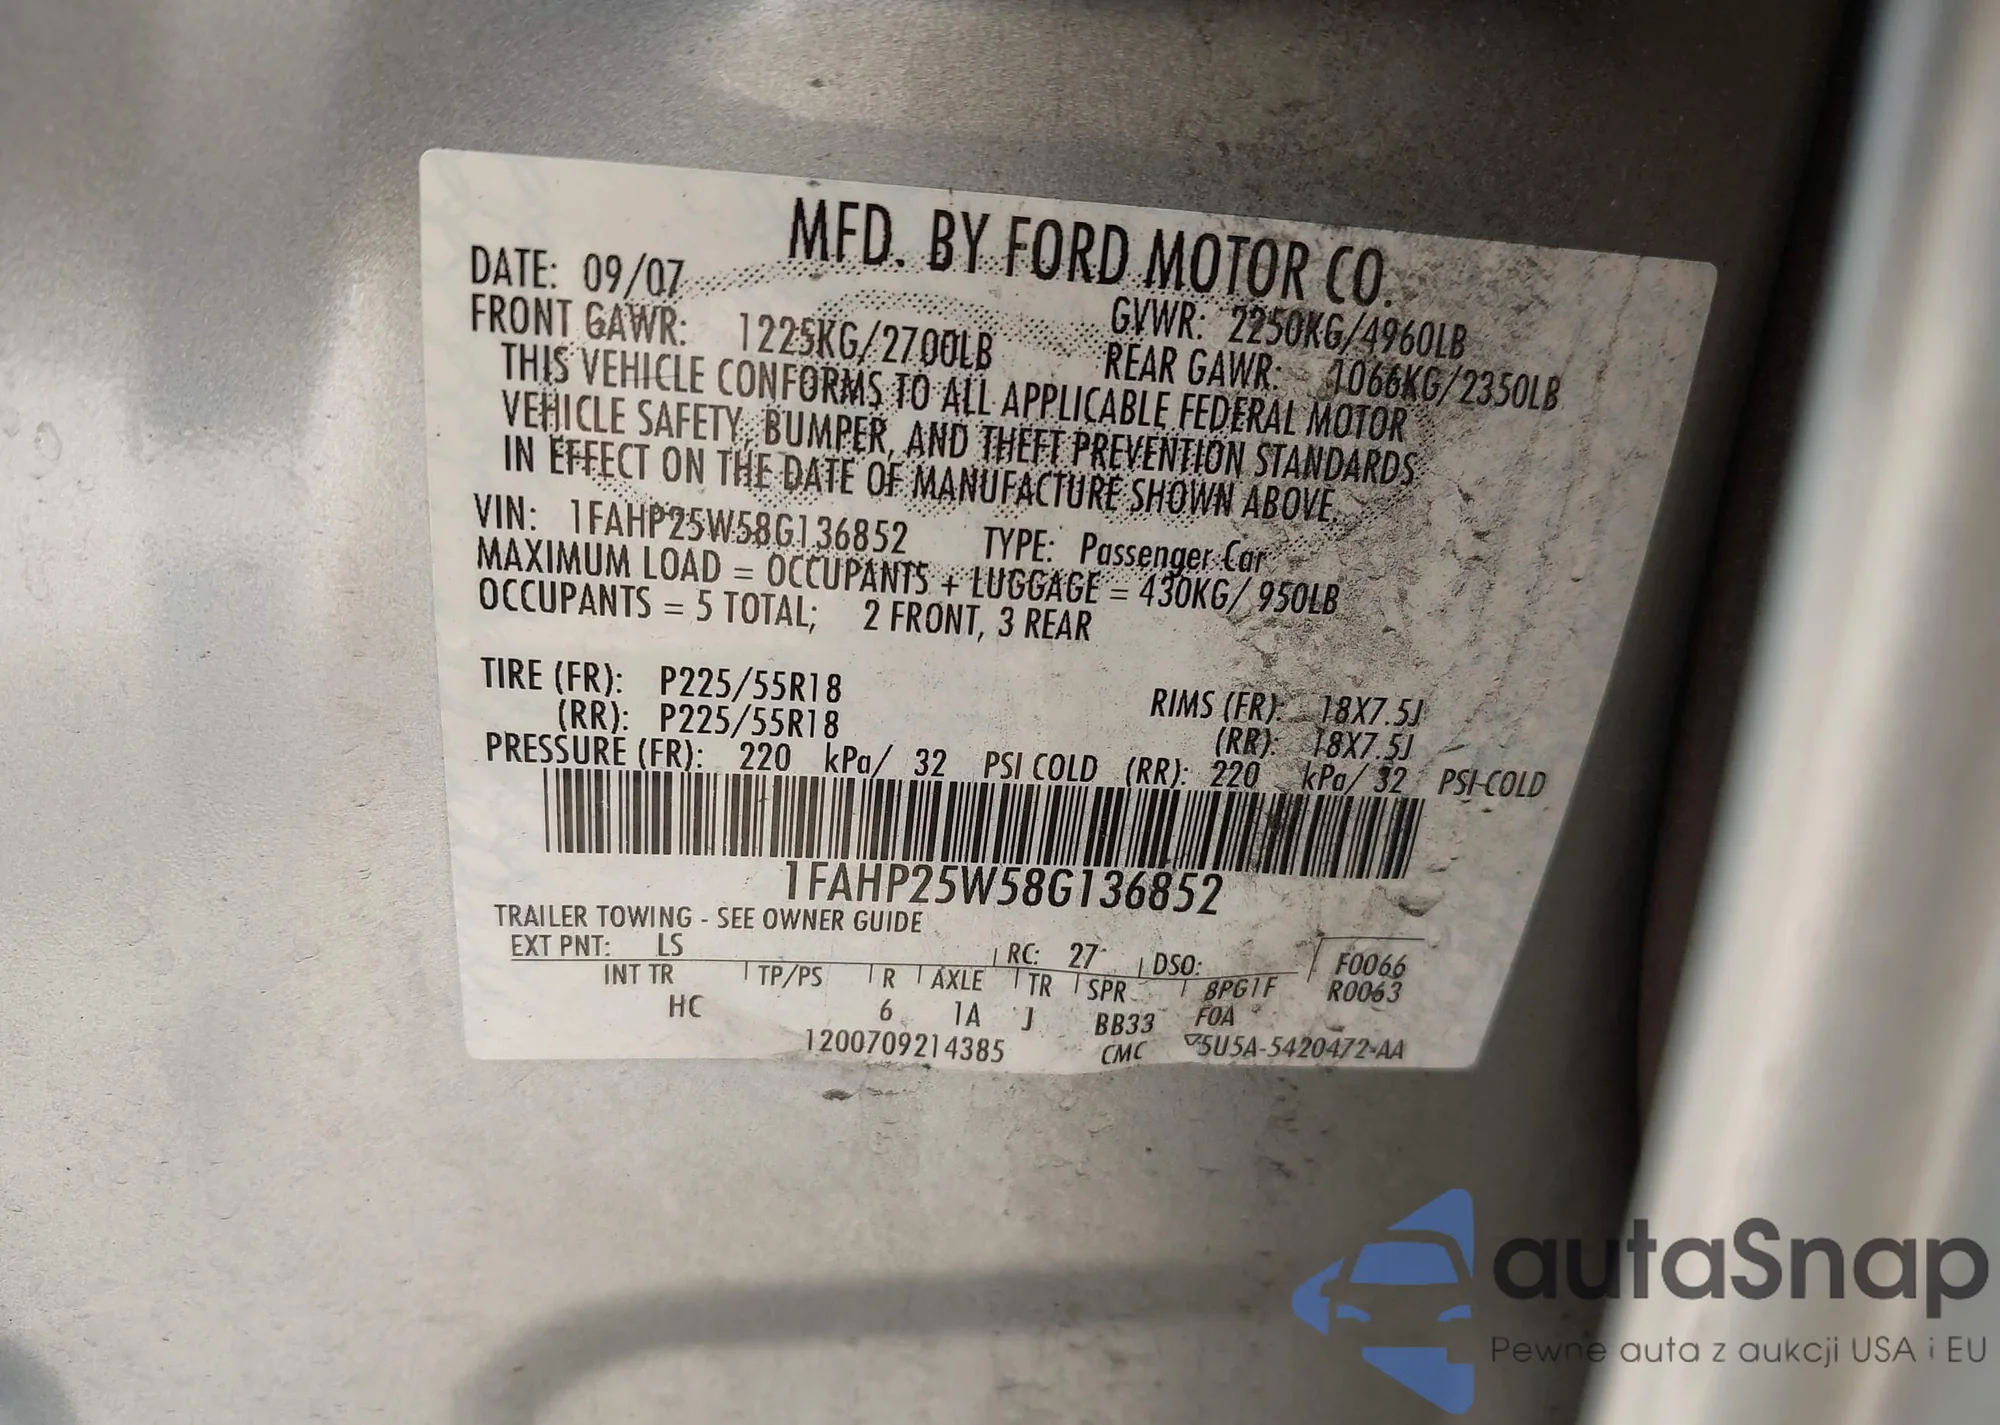 MFD. BY FORD MOTOR CO.
DATE: 09/07 GVWR: 2250KG/4960LB
FRONT GAWR: 1225KG/2700LB REAR GAWR: 1066KG/2350LB
THIS VEHICLE CONFORMS TO ALL APPLICABLE FEDERAL MOTOR
VEHICLE SAFETY, BUMPER, AND THEFT PREVENTION STANDARDS
IN EFFECT ON THE DATE OF MANUFACTURE SHOWN ABOVE.
VIN: 1FAHP25W58G136852 TYPE: Passenger Car
MAXIMUM LOAD = OCCUPANTS + LUGGAGE = 430KG/ 950LB
OCCUPANTS = 5 TOTAL; 2 FRONT, 3 REAR
TIRE (FR): P225/55R18 RIMS (FR): 18X7.5J
(RR): P225/55R18 (RR): 18X7.5J
PRESSURE (FR): 220 kPa/ 32 PSI COLD (RR): 220 kPa/ 32 PSI COLD
1FAHP25W58G136852
TRAILER TOWING - SEE OWNER GUIDE
EXT PNT: LS RC: 27 DSO: F0066
INT TR TP/PS R AXLE TR SPR 8PG1F R0063
HC 6 1A J BB33 F0A
1200709214385 CMC ▽5U5A-5420472-AA
autaSnap
Pewne auta z aukcji USA i EU